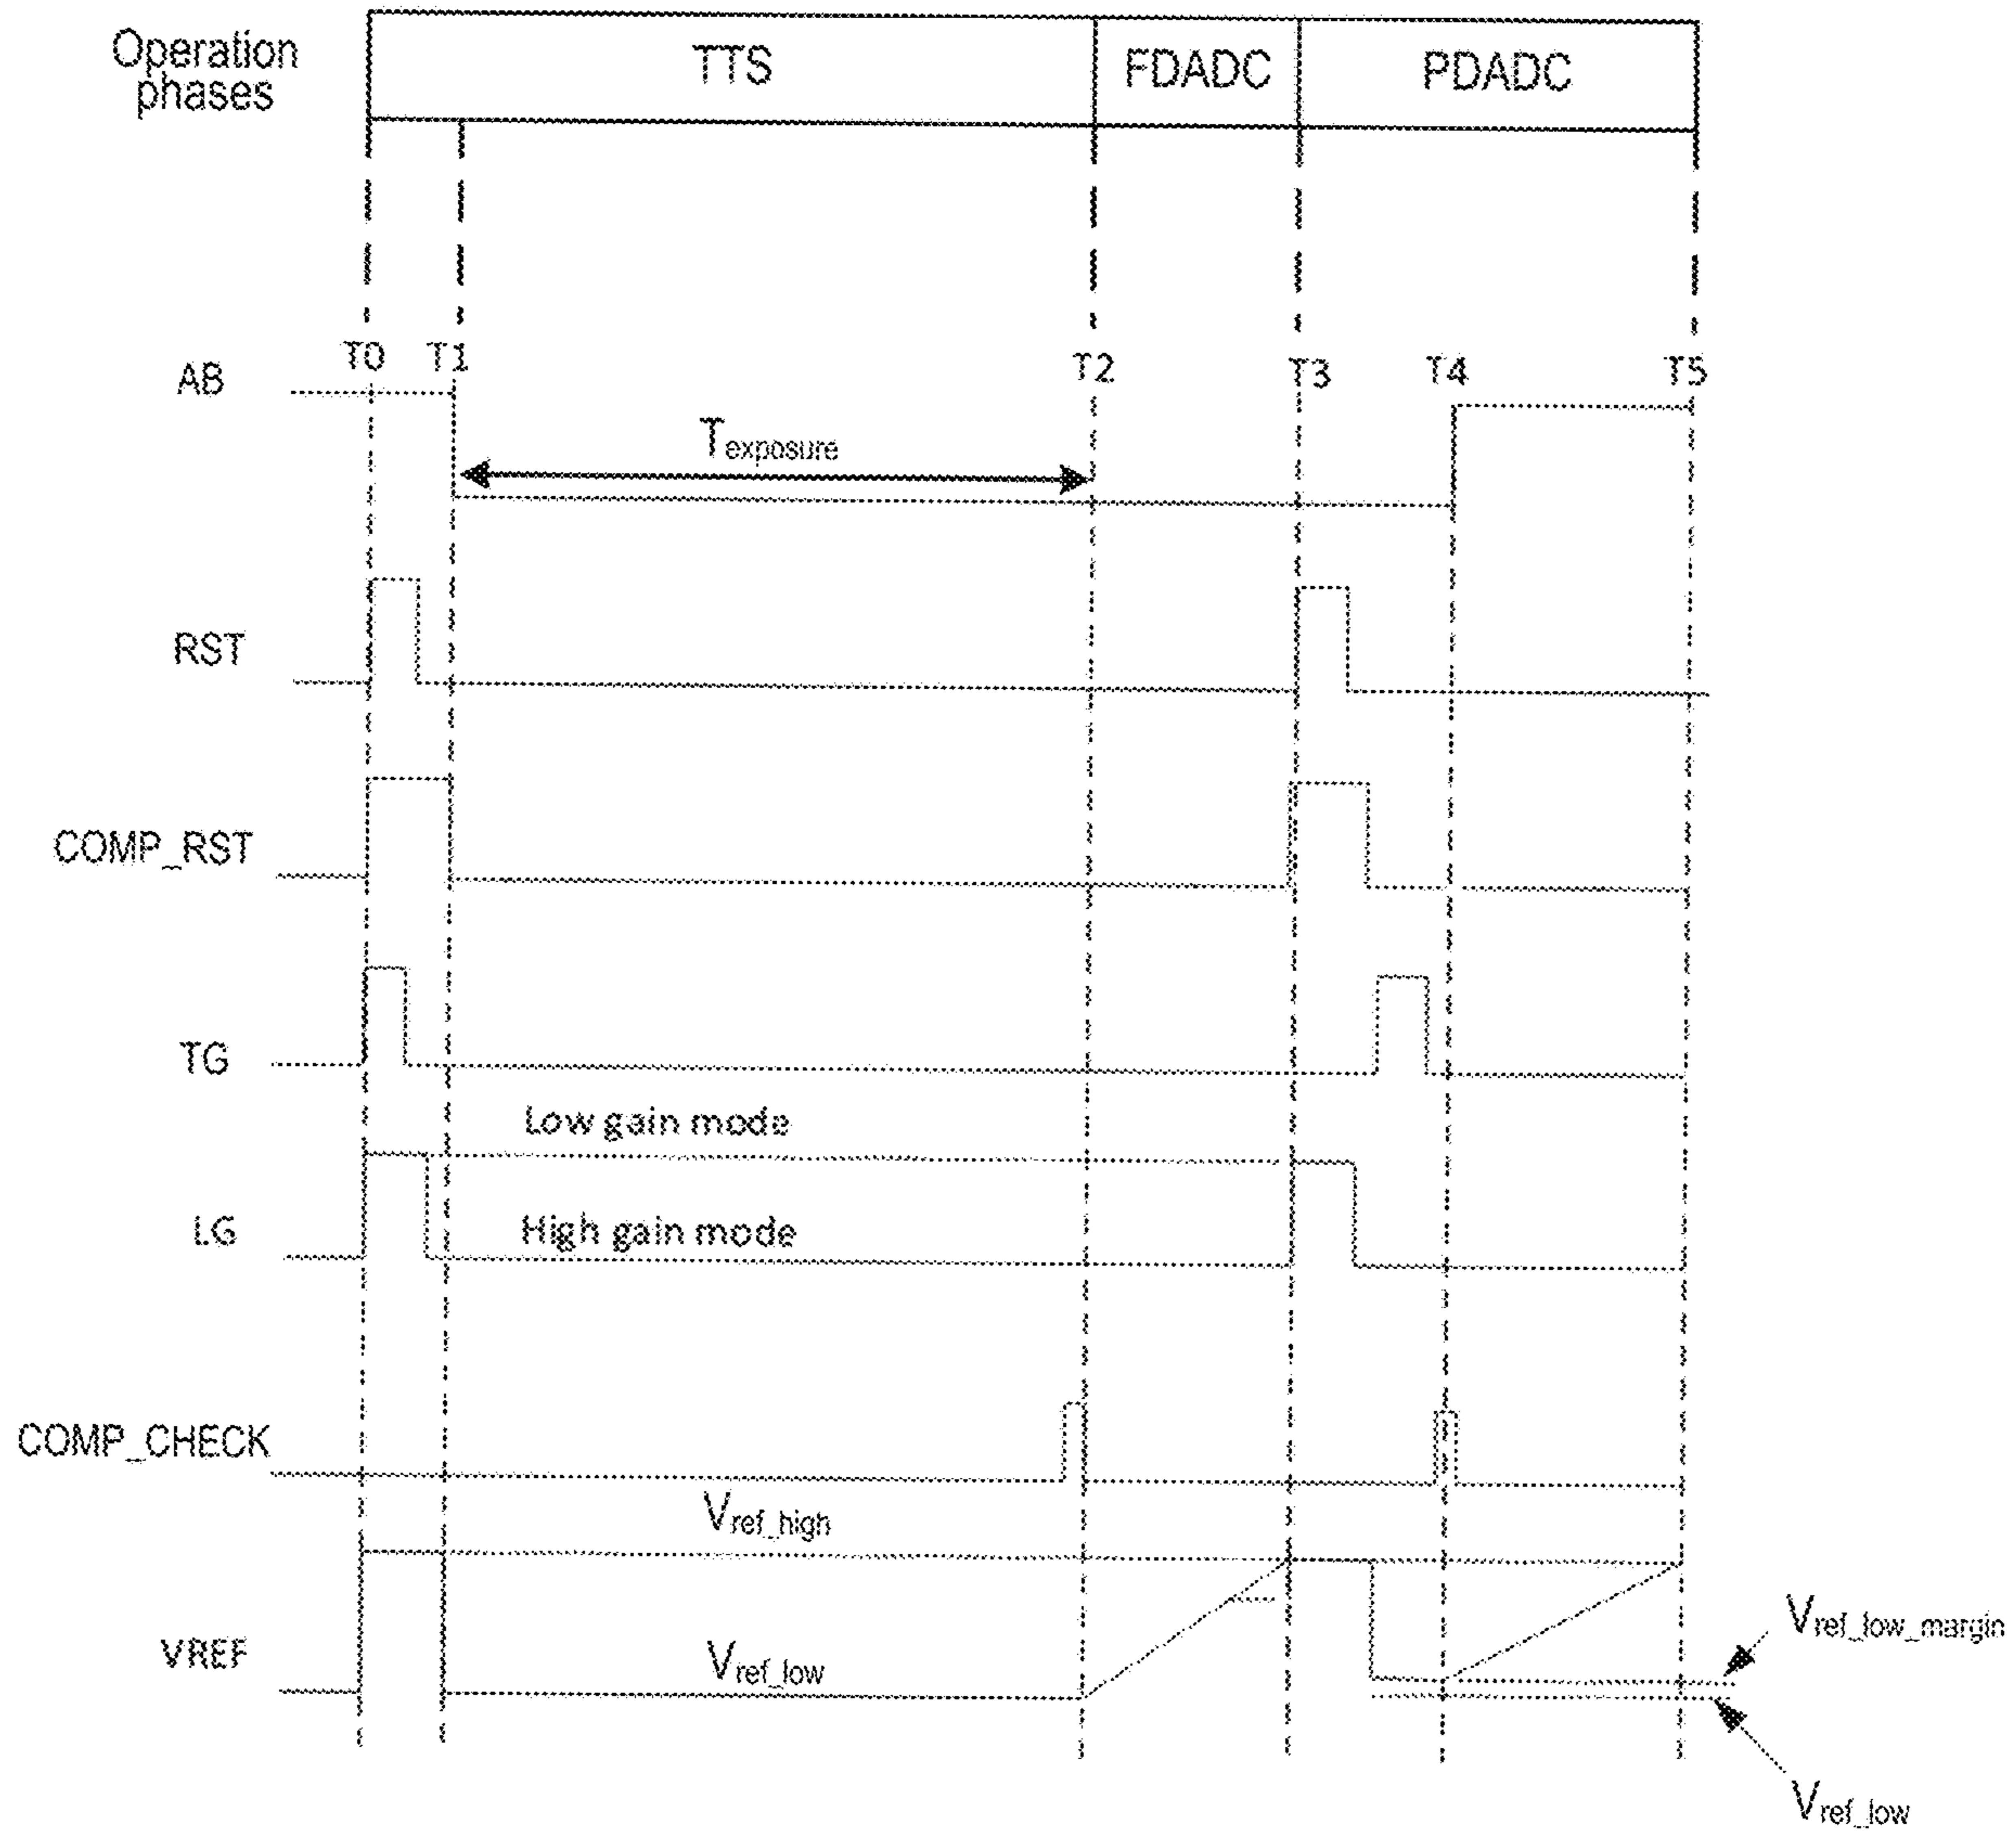 Operation
phases
TTS
FDADC
PDADC
T0
T1
T2
T3
T4
T5
AB
Texposure
RST
COMP_RST
TG
Low gain mode
LG
High gain mode
COMP_CHECK
Vref_high
VREF
Vref_low
Vref_low_margin
Vref_low